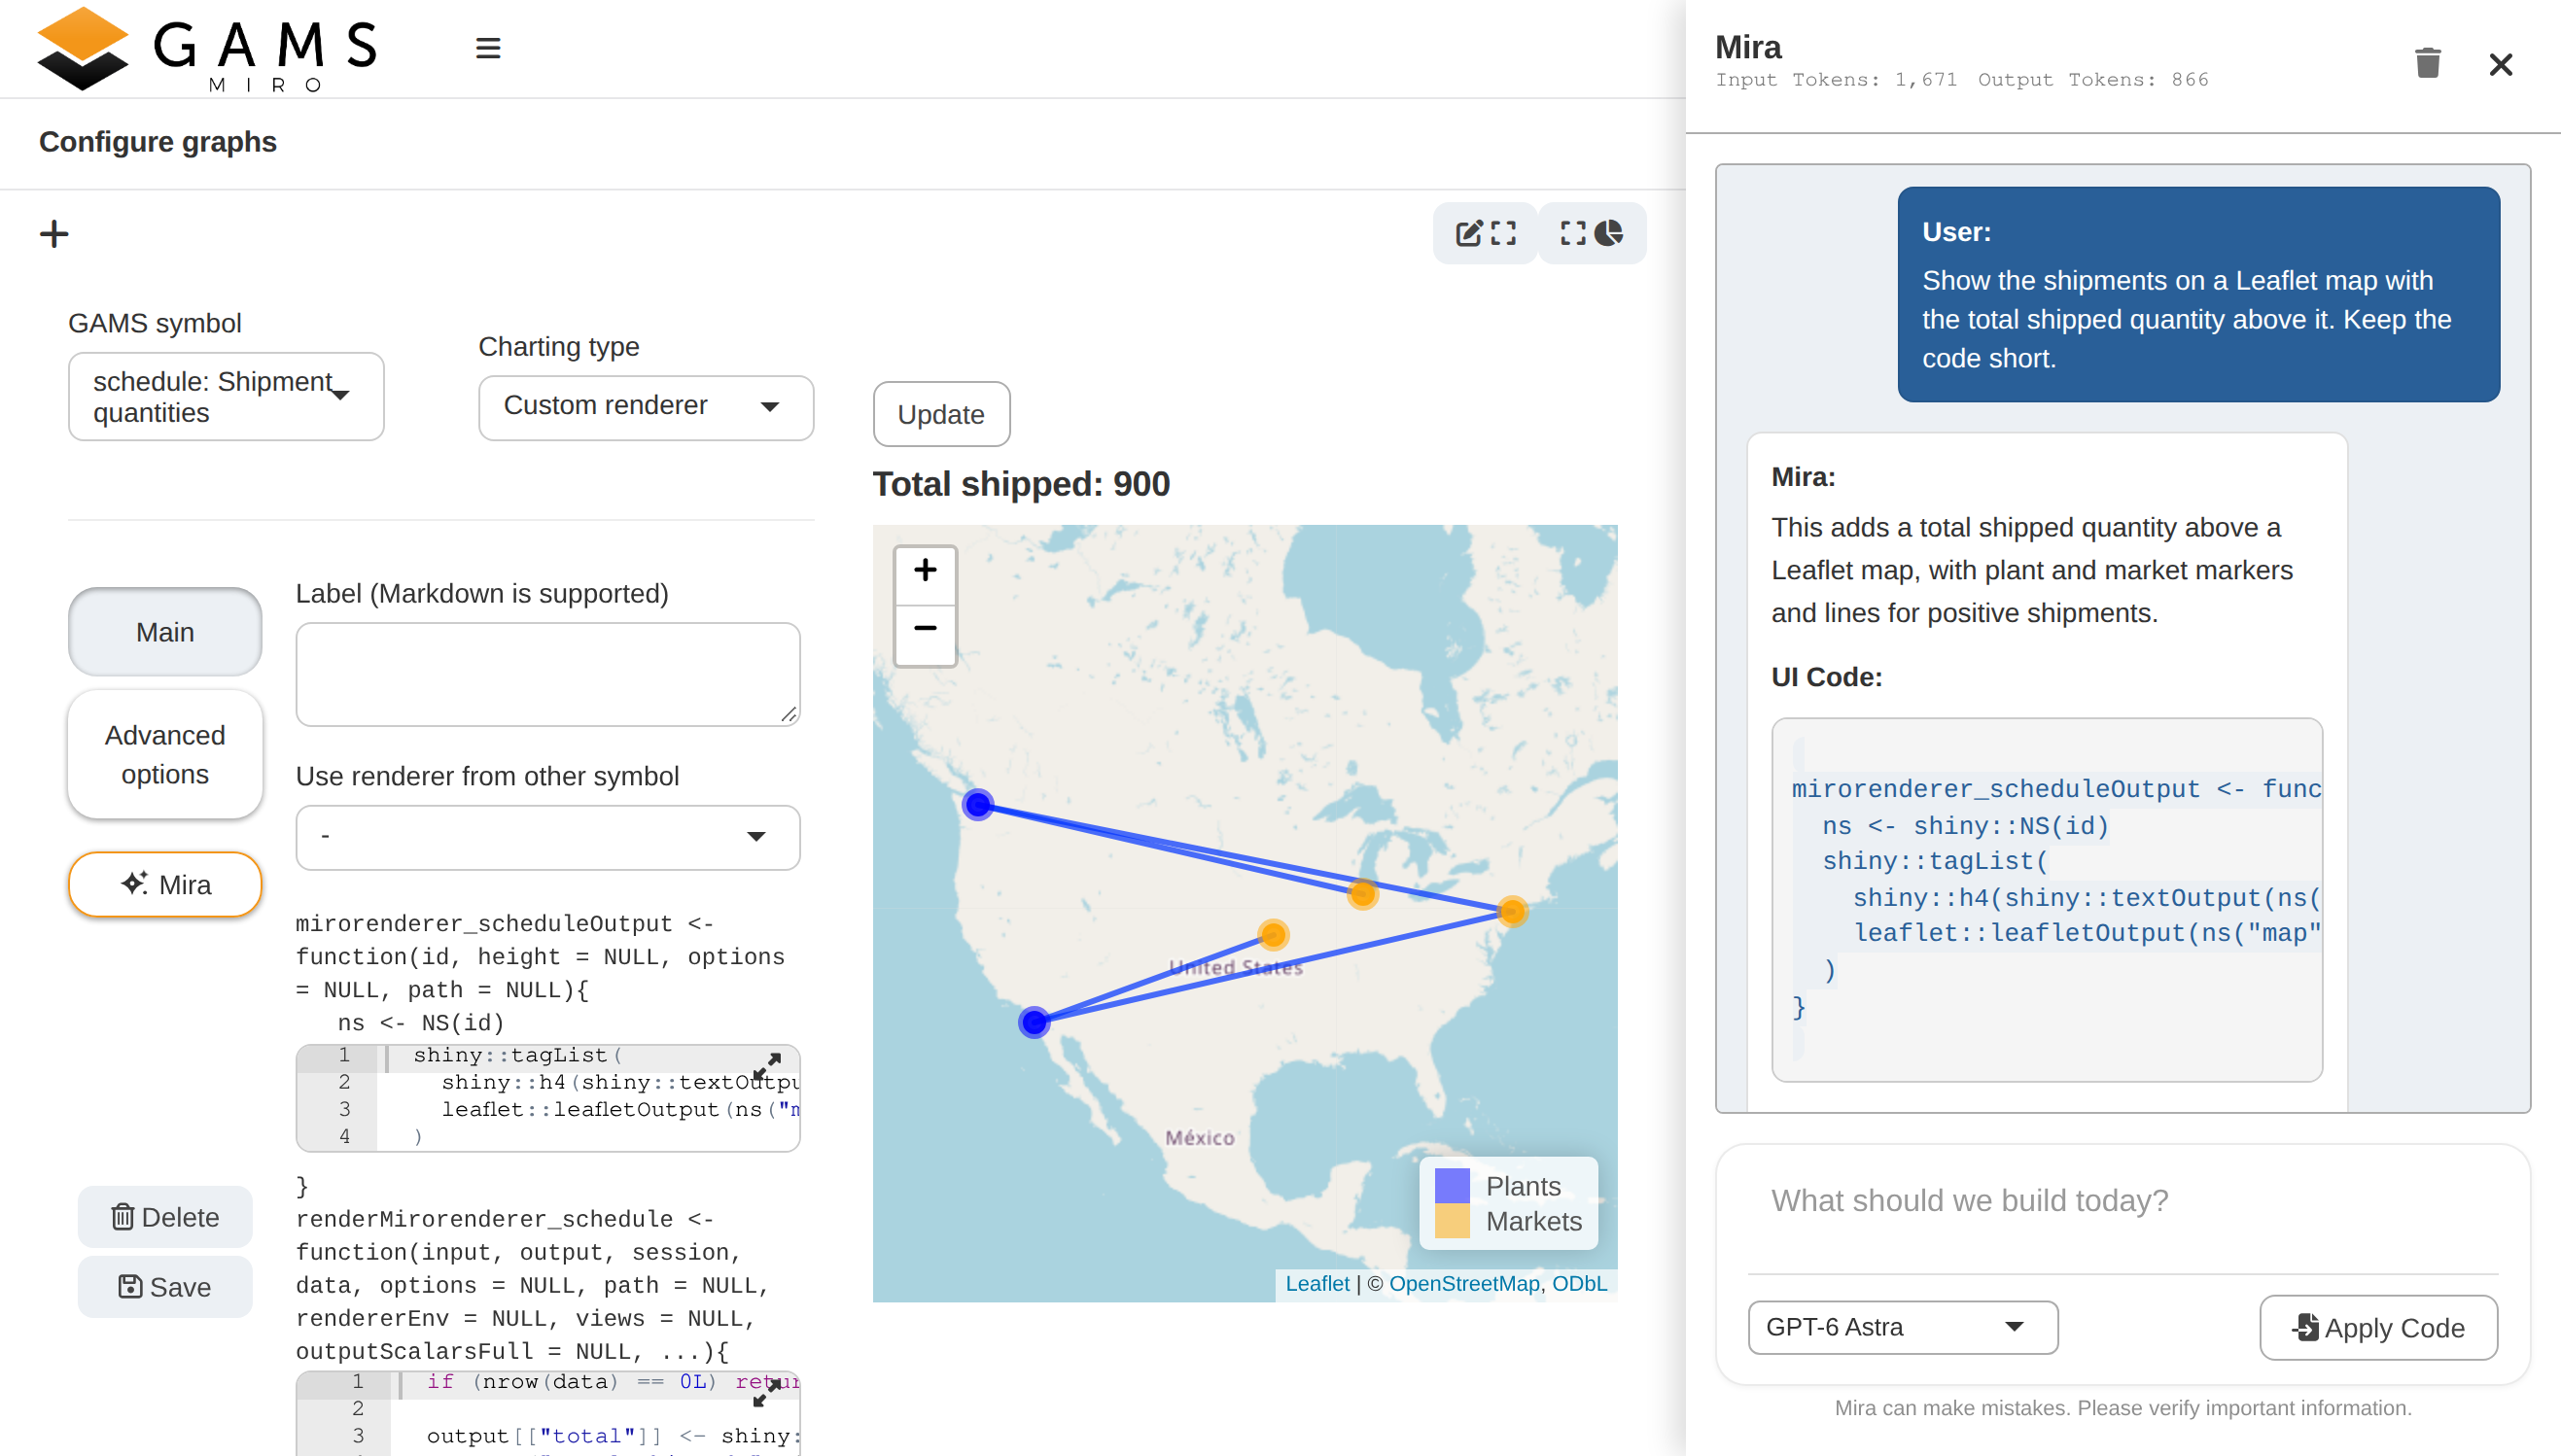 GAMS
MIRO
Configure graphs
GAMS symbol
schedule: Shipment
quantities
Charting type
Custom renderer
Main
Advanced
options
Mira
Delete
Save
Label (Markdown is supported)
Use renderer from other symbol
-
mirorenderer_scheduleOutput <-
function(id, height = NULL, options
= NULL, path = NULL){
ns <- NS(id)
1 shiny::tagList(
2 shiny::h4(shiny::textOutpu
3 leaflet::leafletOutput(ns("m
4 )
}
renderMirorenderer_schedule <-
function(input, output, session,
data, options = NULL, path = NULL,
rendererEnv = NULL, views = NULL,
outputScalarsFull = NULL, ...){
1 if (nrow(data) == 0L) retur
2
3 output[["total"]] <- shiny:
Update
Total shipped: 900
+
−
United States
México
Plants
Markets
Leaflet | © OpenStreetMap, ODbL
Mira
Input Tokens: 1,671 Output Tokens: 866
User:
Show the shipments on a Leaflet map with
the total shipped quantity above it. Keep the
code short.
Mira:
This adds a total shipped quantity above a
Leaflet map, with plant and market markers
and lines for positive shipments.
UI Code:
mirorenderer_scheduleOutput <- func
ns <- shiny::NS(id)
shiny::tagList(
shiny::h4(shiny::textOutput(ns(
leaflet::leafletOutput(ns("map"
)
}
What should we build today?
GPT-6 Astra
Apply Code
Mira can make mistakes. Please verify important information.